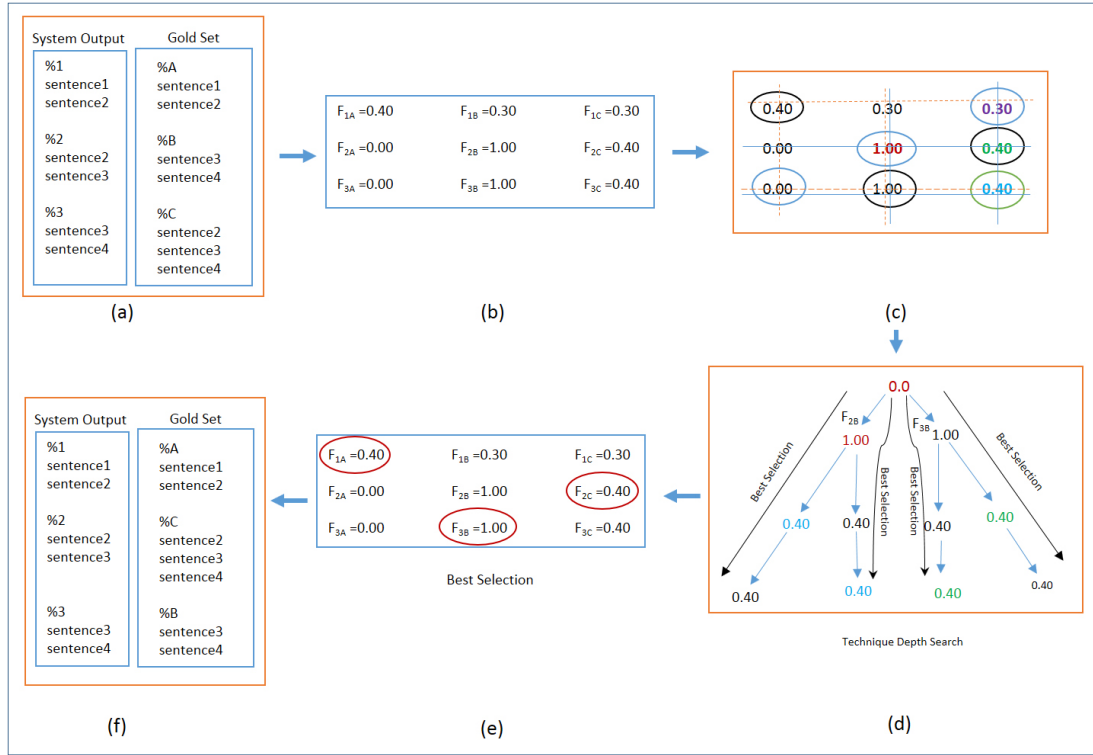 System Output
Gold Set
%1
sentence1
sentence2
%2
sentence2
sentence3
%3
sentence3
sentence4
%A
sentence1
sentence2
%B
sentence3
sentence4
%C
sentence2
sentence3
sentence4
(a)
F1A =0.40 F1B =0.30 F1C =0.30
F2A =0.00 F2B =1.00 F2C =0.40
F3A =0.00 F3B =1.00 F3C =0.40
(b)
0.40 0.30 0.30
0.00 1.00 0.40
0.00 1.00 0.40
(c)
0.0
F2B
F3B
1.00
1.00
Best Selection
Best Selection
Best Selection
Best Selection
0.40 0.40 0.40 0.40
0.40 0.40 0.40 0.40
Technique Depth Search
(d)
F1A =0.40 F1B =0.30 F1C =0.30
F2A =0.00 F2B =1.00 F2C =0.40
F3A =0.00 F3B =1.00 F3C =0.40
Best Selection
(e)
System Output
Gold Set
%1
sentence1
sentence2
%2
sentence2
sentence3
%3
sentence3
sentence4
%A
sentence1
sentence2
%C
sentence2
sentence3
sentence4
%B
sentence3
sentence4
(f)